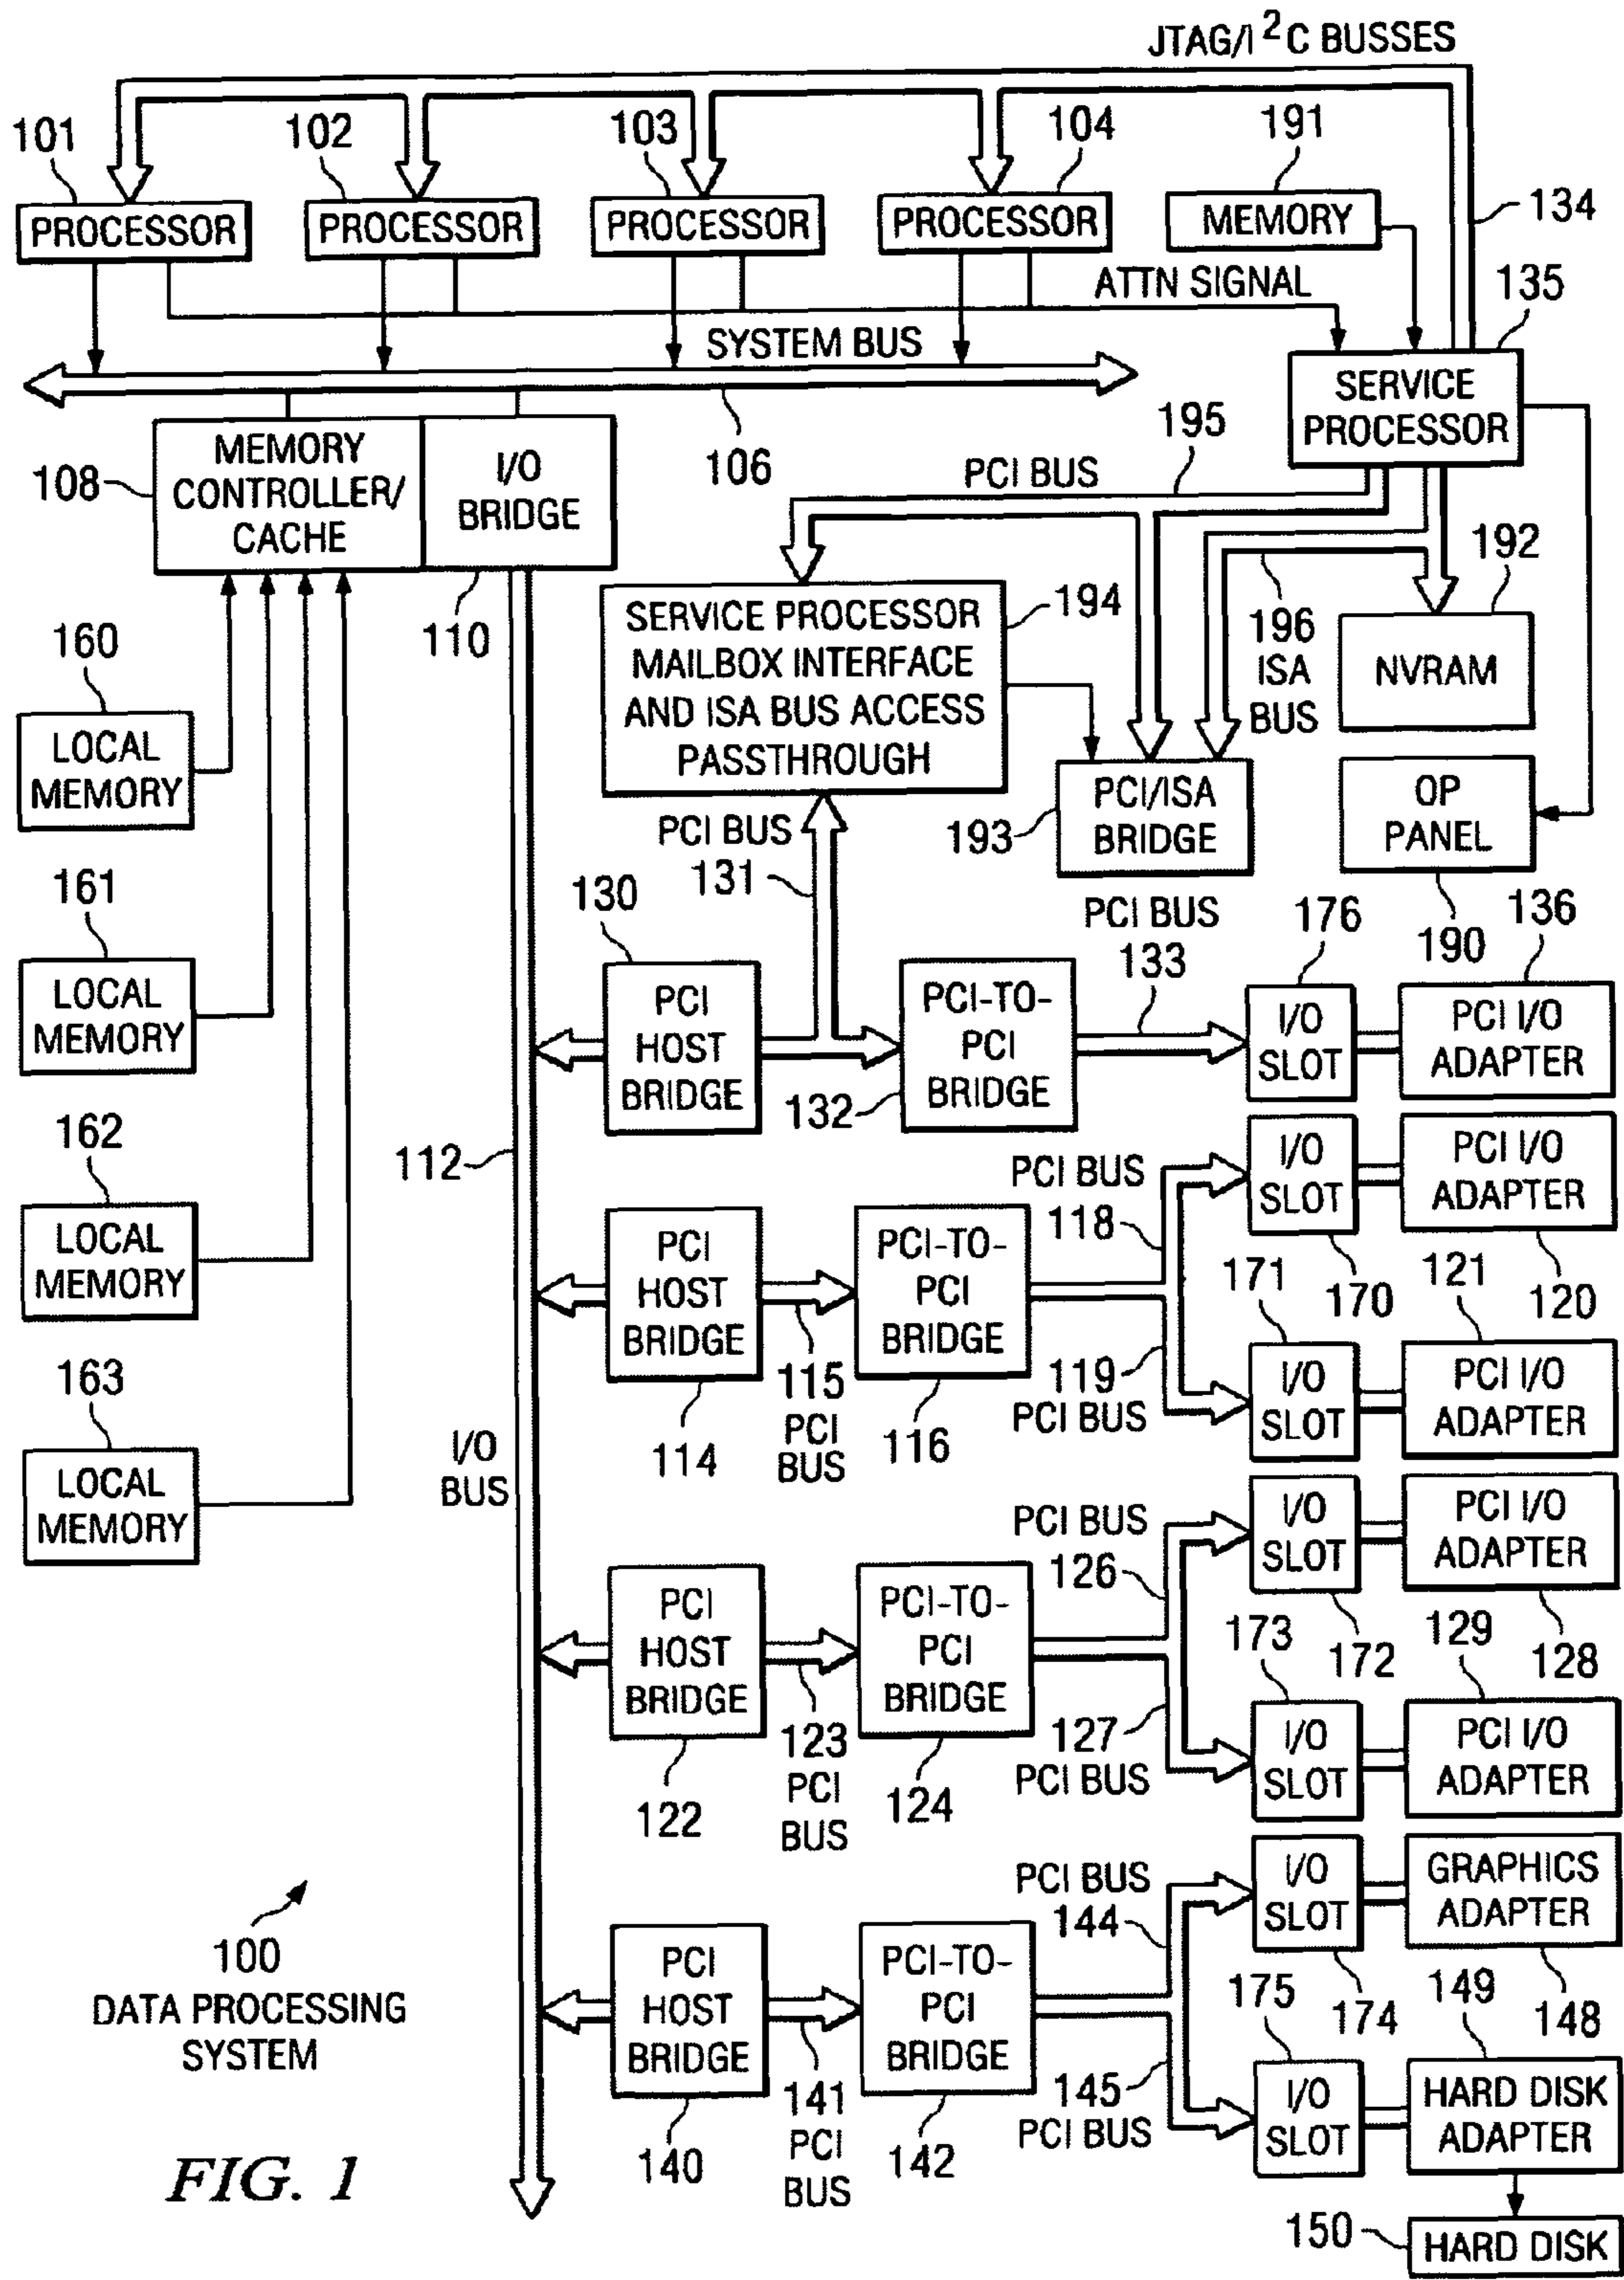 JTAG/I²C BUSSES
101
102
103
104
191
PROCESSOR
PROCESSOR
PROCESSOR
PROCESSOR
MEMORY
134
ATTN SIGNAL
135
SYSTEM BUS
SERVICE
PROCESSOR
106
195
PCI BUS
108
MEMORY
CONTROLLER/
CACHE
I/O
BRIDGE
110
192
194
SERVICE PROCESSOR
MAILBOX INTERFACE
AND ISA BUS ACCESS
PASSTHROUGH
196
ISA
BUS
NVRAM
160
LOCAL
MEMORY
PCI BUS
131
193
PCI/ISA
BRIDGE
OP
PANEL
190
161
LOCAL
MEMORY
130
PCI
HOST
BRIDGE
PCI-TO-
PCI
BRIDGE
132
PCI BUS
133
176
I/O
SLOT
136
PCI I/O
ADAPTER
162
LOCAL
MEMORY
112
PCI
HOST
BRIDGE
114
115
PCI
BUS
PCI-TO-
PCI
BRIDGE
116
PCI BUS
118
I/O
SLOT
170
PCI I/O
ADAPTER
120
119
PCI BUS
171
I/O
SLOT
121
PCI I/O
ADAPTER
163
LOCAL
MEMORY
I/O
BUS
PCI
HOST
BRIDGE
122
123
PCI
BUS
PCI-TO-
PCI
BRIDGE
124
PCI BUS
126
I/O
SLOT
172
PCI I/O
ADAPTER
128
127
PCI BUS
173
I/O
SLOT
129
PCI I/O
ADAPTER
100
DATA PROCESSING
SYSTEM
PCI
HOST
BRIDGE
140
141
PCI
BUS
PCI-TO-
PCI
BRIDGE
142
PCI BUS
144
I/O
SLOT
174
GRAPHICS
ADAPTER
148
145
PCI BUS
175
I/O
SLOT
149
HARD DISK
ADAPTER
150
HARD DISK
FIG. 1